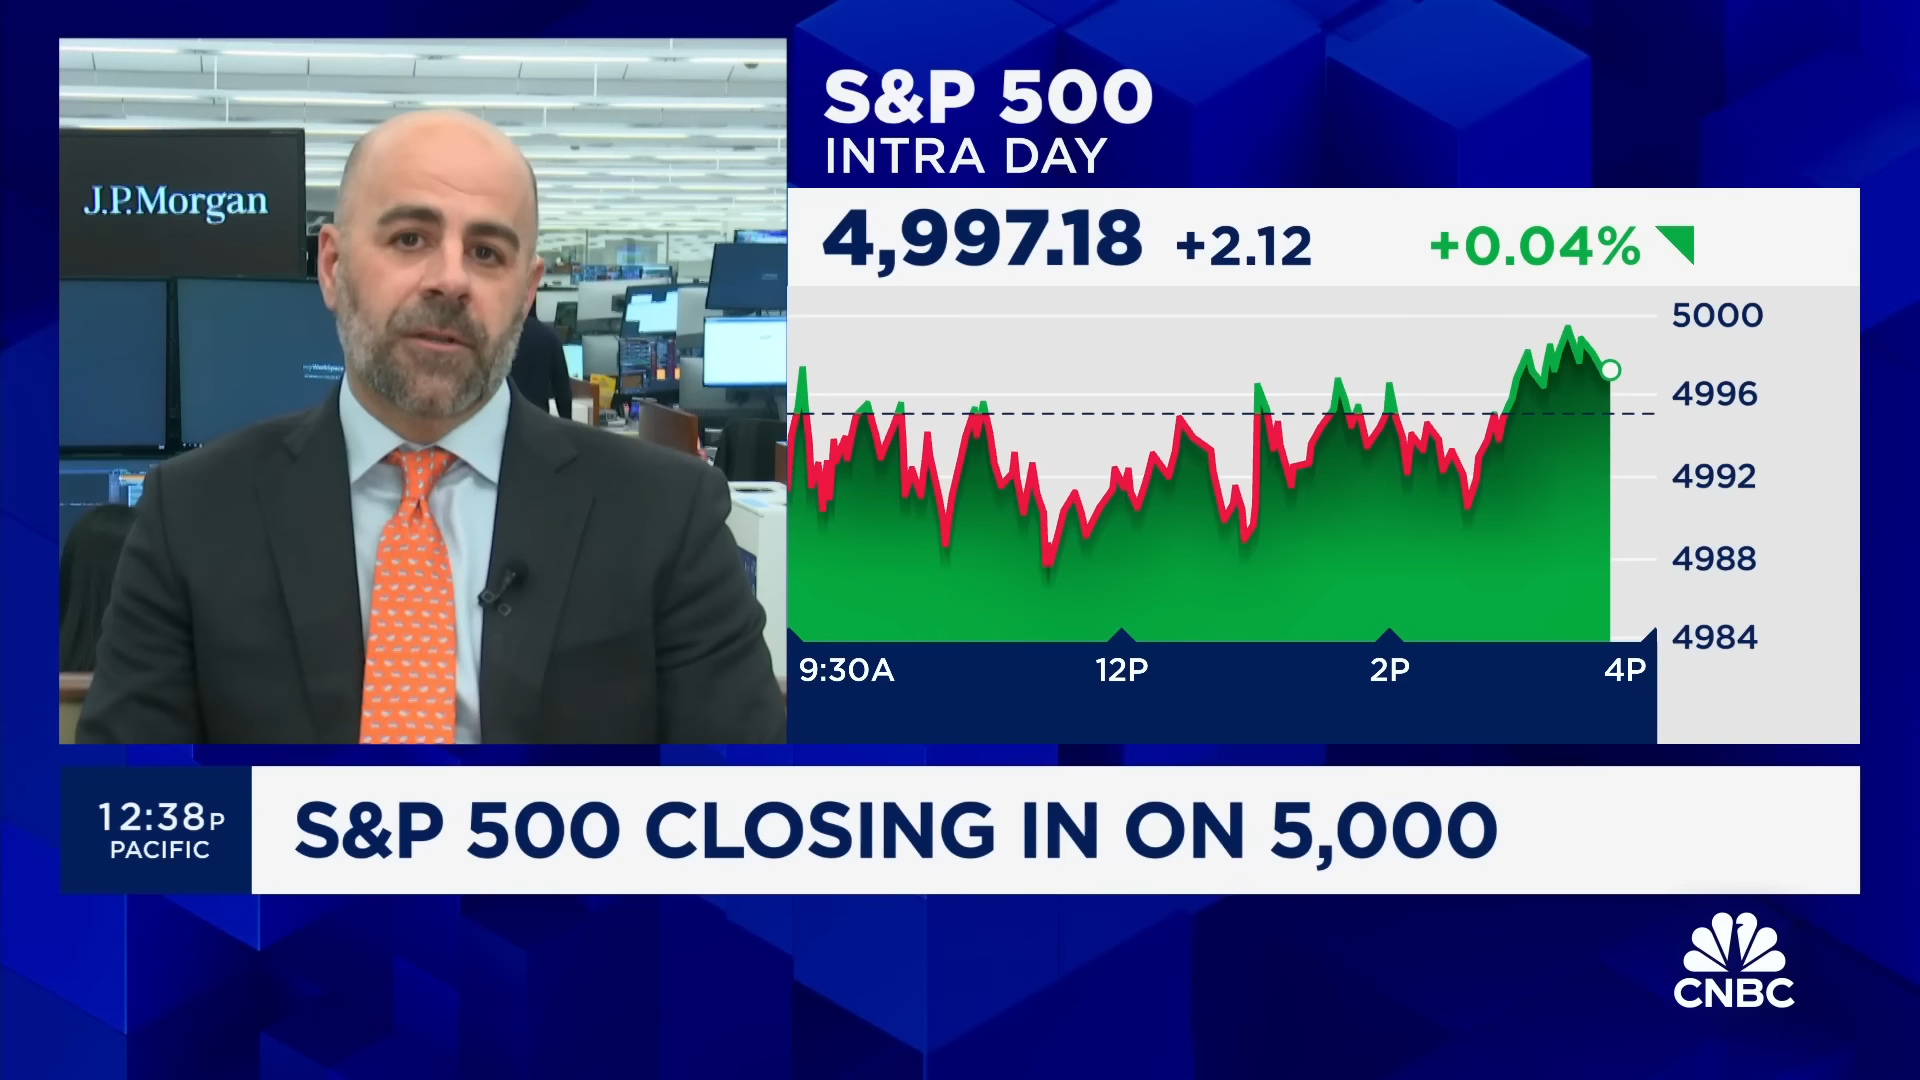 J.P.Morgan
S&P 500
INTRA DAY
4,997.18 +2.12 +0.04%
5000
4996
4992
4988
4984
9:30A 12P 2P 4P
12:38P
PACIFIC
S&P 500 CLOSING IN ON 5,000
CNBC